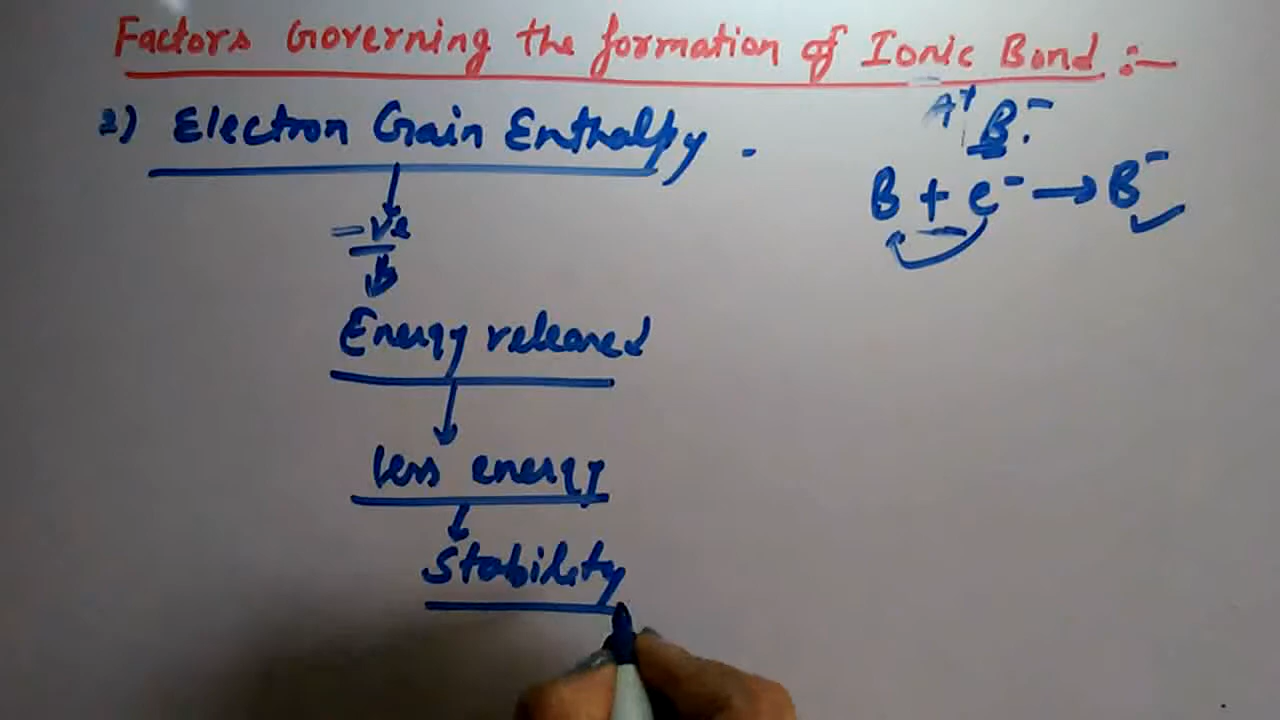 Factors Governing the formation of Ionic Bond :-
2) Electron Gain Enthalpy .
A+ B-
B + e- → B-
-ve
Energy released
less energy
Stability